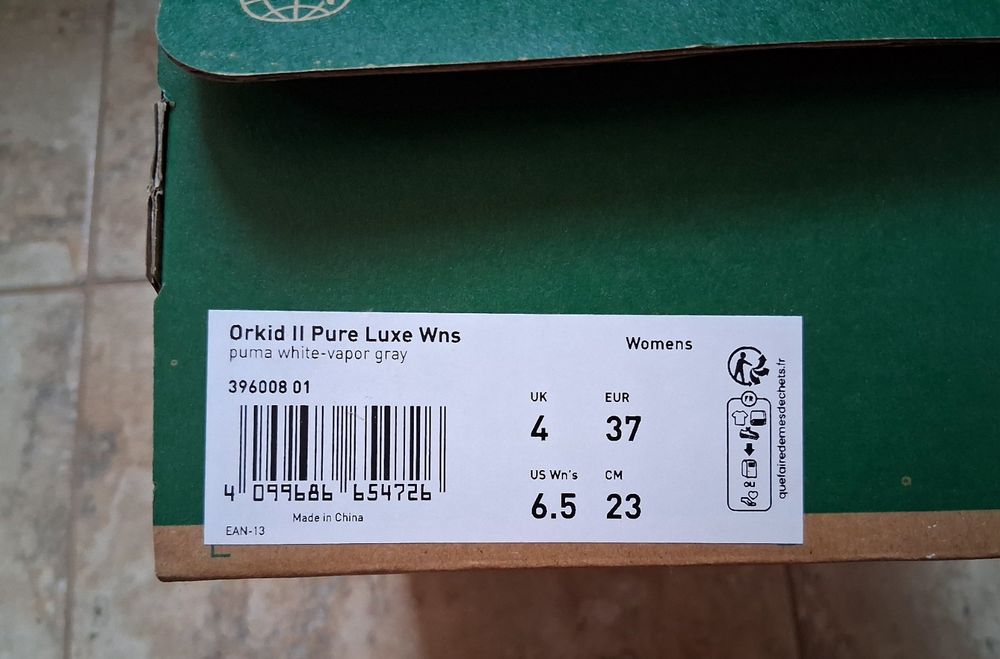 Orkid II Pure Luxe Wns
puma white-vapor gray
Womens
396008 01
4 099686 654726
Made in China
EAN-13
UK EUR
4 37
US Wn's CM
6.5 23
FR
quefairedemesdechets.fr